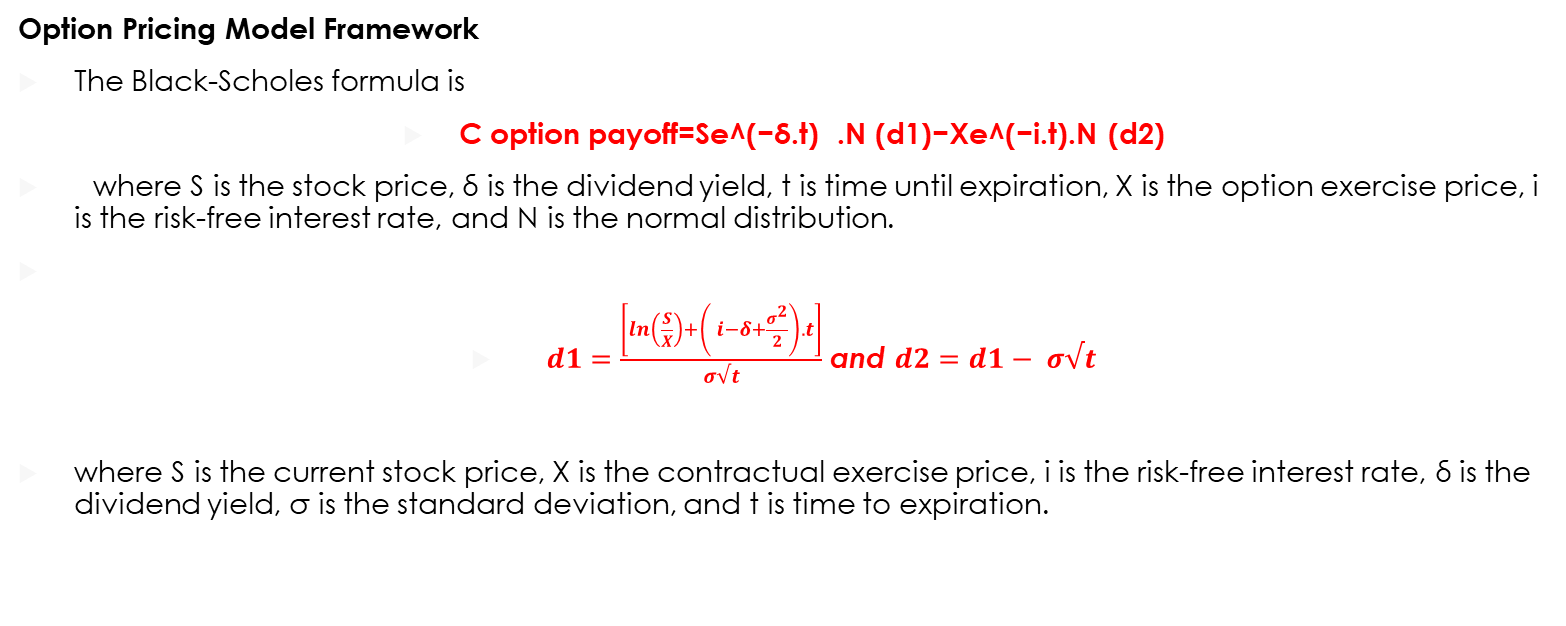 Option Pricing Model Framework
The Black-Scholes formula is
C option payoff=Se^(−δ.t) .N (d1)−Xe^(−i.t).N (d2)
where S is the stock price, δ is the dividend yield, t is time until expiration, X is the option exercise price, i
is the risk-free interest rate, and N is the normal distribution.
d1 = [ln(S/X)+(i−δ+σ²/2).t]/σ√t and d2 = d1 − σ√t
where S is the current stock price, X is the contractual exercise price, i is the risk-free interest rate, δ is the
dividend yield, σ is the standard deviation, and t is time to expiration.